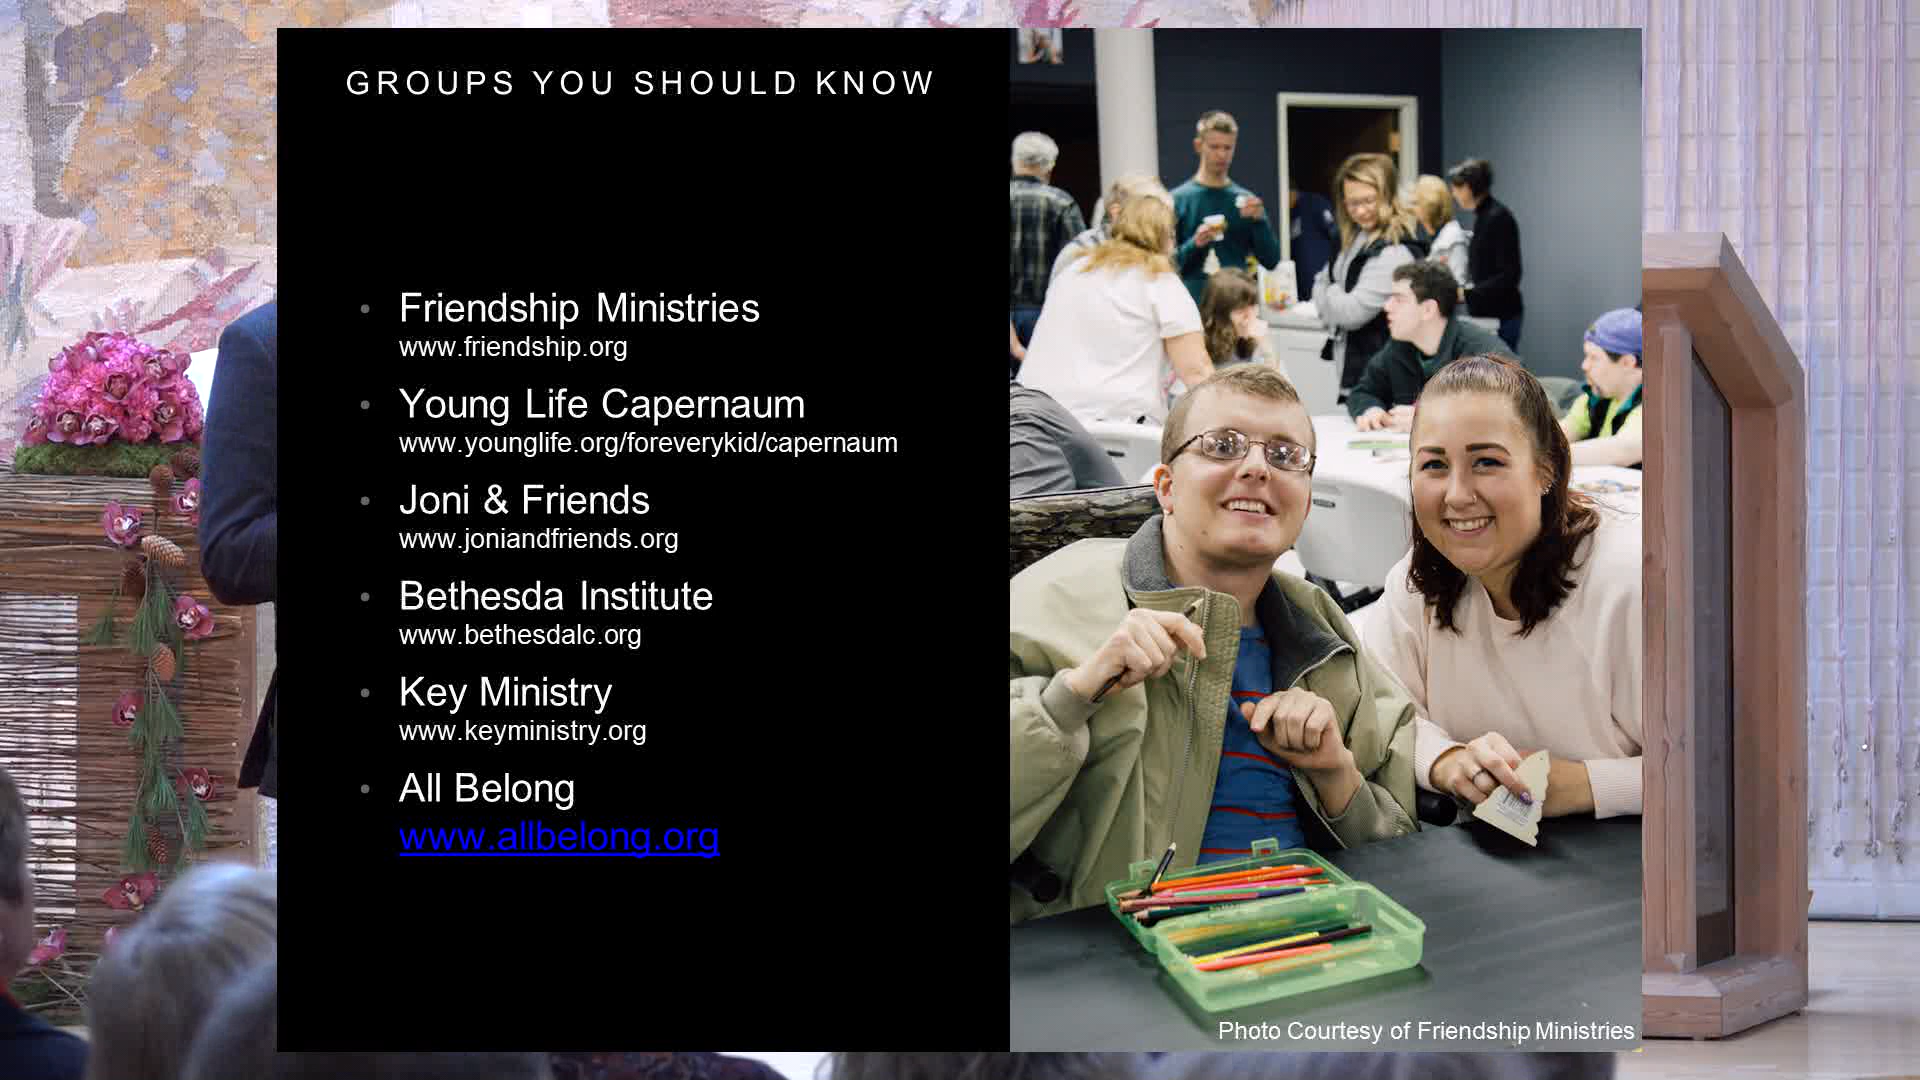 GROUPS YOU SHOULD KNOW
• Friendship Ministries
www.friendship.org
• Young Life Capernaum
www.younglife.org/foreverykid/capernaum
• Joni & Friends
www.joniandfriends.org
• Bethesda Institute
www.bethesdalc.org
• Key Ministry
www.keyministry.org
• All Belong
www.allbelong.org
Photo Courtesy of Friendship Ministries